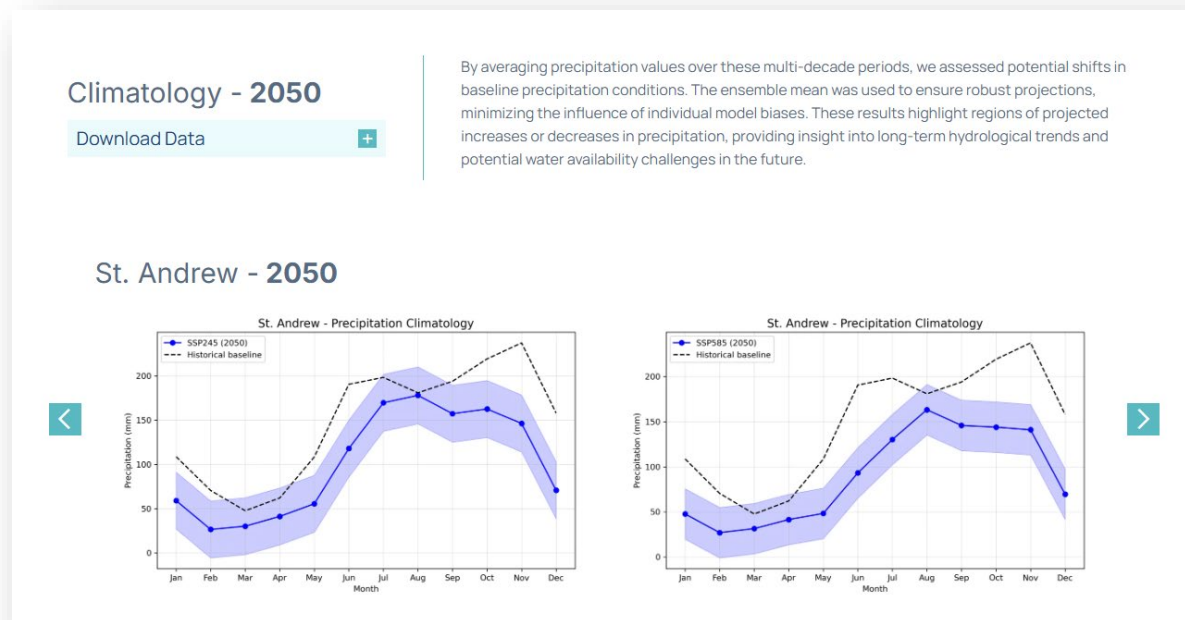 By averaging precipitation values over these multi-decade periods, we assessed potential shifts in
baseline precipitation conditions. The ensemble mean was used to ensure robust projections,
minimizing the influence of individual model biases. These results highlight regions of projected
increases or decreases in precipitation, providing insight into long-term hydrological trends and
potential water availability challenges in the future.
Climatology - 2050
Download Data
+
St. Andrew - 2050
St. Andrew - Precipitation Climatology
SSP245 (2050)
Historical baseline
Precipitation (mm)
200
150
100
50
0
Jan Feb Mar Apr May Jun Jul Aug Sep Oct Nov Dec
Month
St. Andrew - Precipitation Climatology
SSP585 (2050)
Historical baseline
Precipitation (mm)
200
150
100
50
0
Jan Feb Mar Apr May Jun Jul Aug Sep Oct Nov Dec
Month